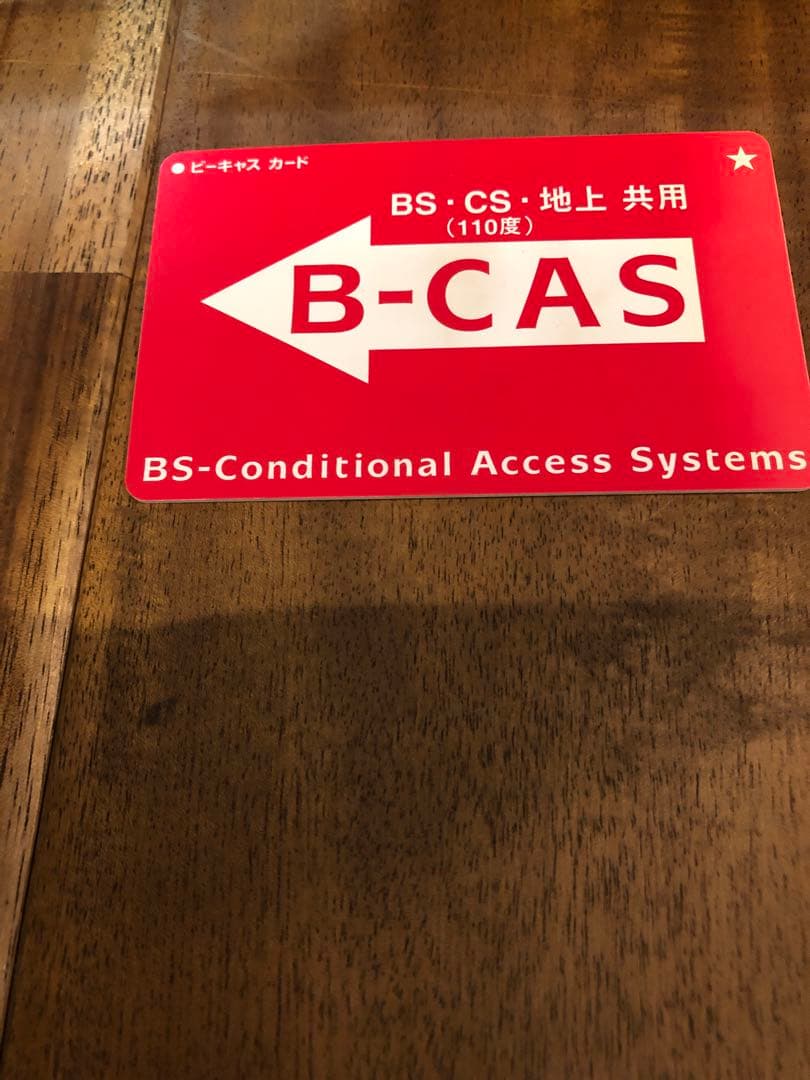 ● ビーキャス カード
★
BS・CS・地上 共用
（110度）
B-CAS
BS-Conditional Access Systems